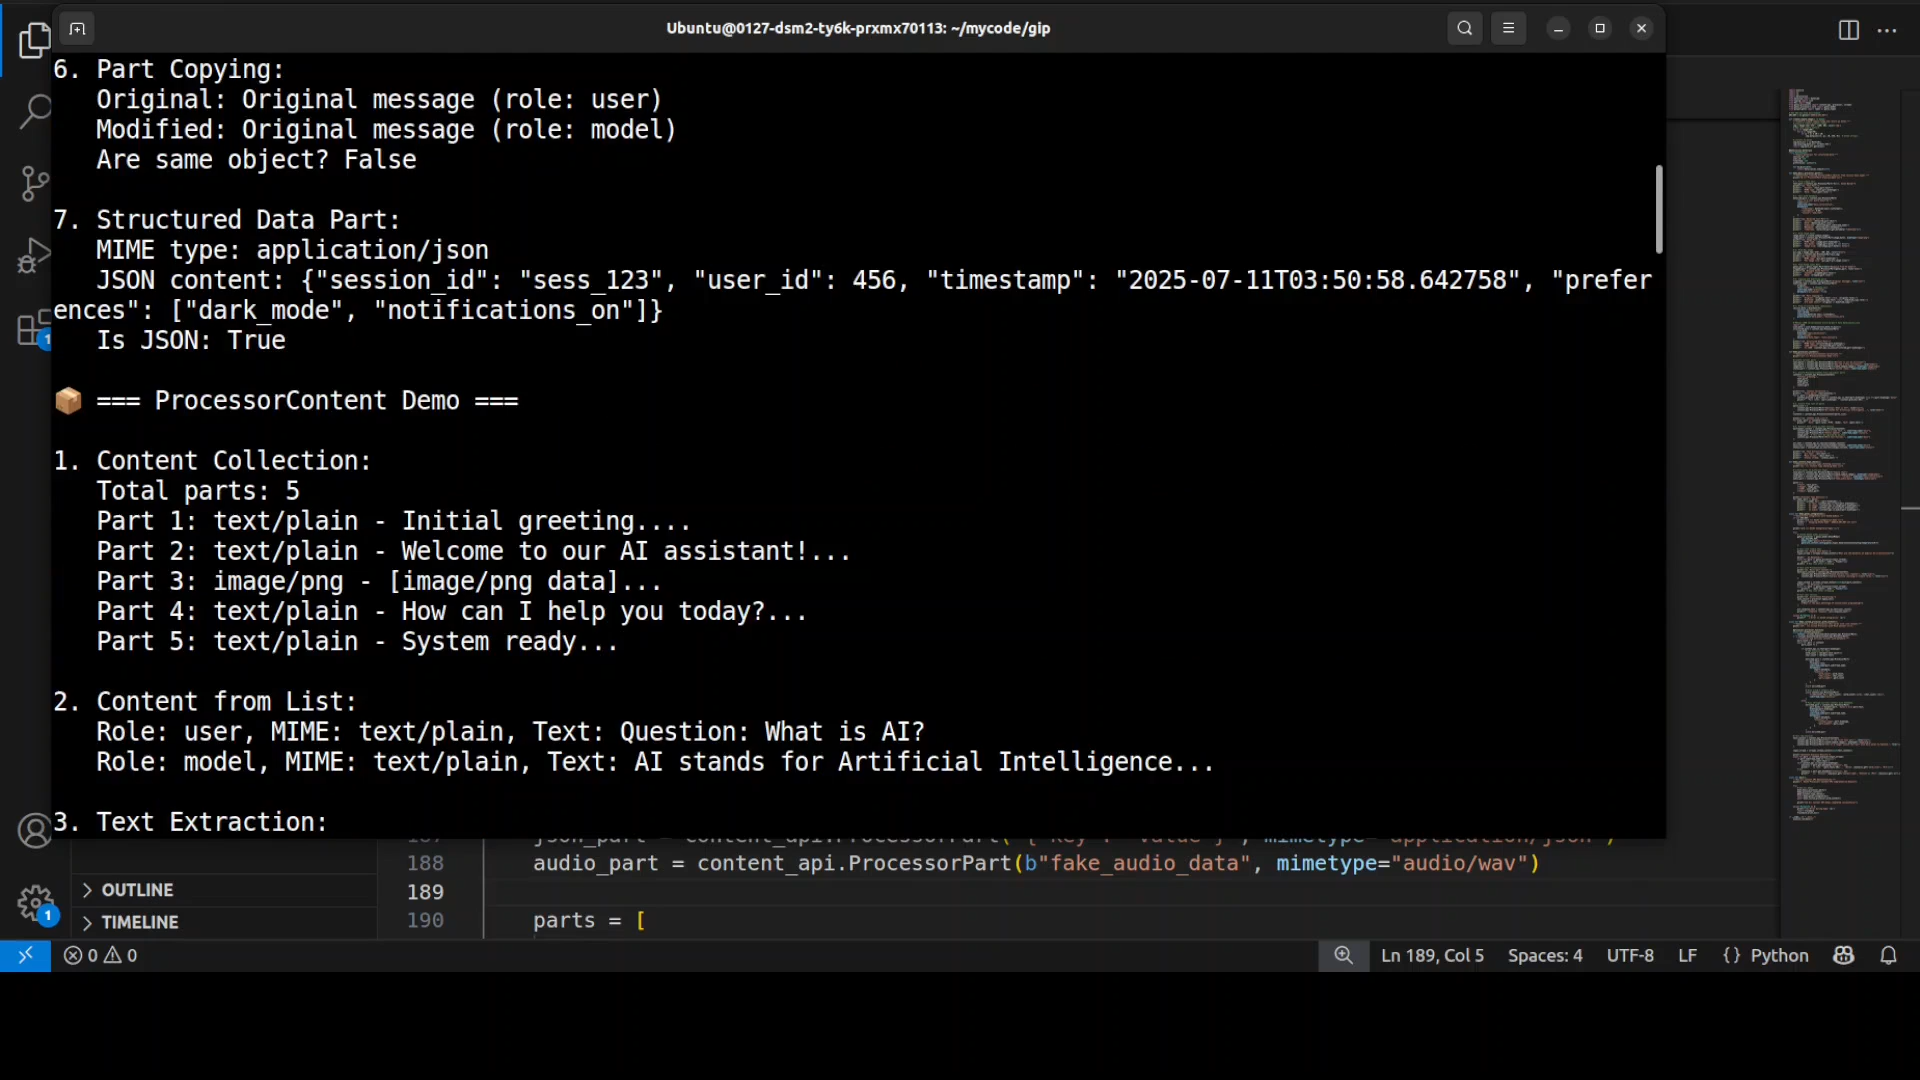 Ubuntu@0127-dsm2-ty6k-prxmx70113: ~/mycode/gip
6. Part Copying:
Original: Original message (role: user)
Modified: Original message (role: model)
Are same object? False
7. Structured Data Part:
MIME type: application/json
JSON content: {"session_id": "sess_123", "user_id": 456, "timestamp": "2025-07-11T03:50:58.642758", "prefer
ences": ["dark_mode", "notifications_on"]}
Is JSON: True
📦 === ProcessorContent Demo ===
1. Content Collection:
Total parts: 5
Part 1: text/plain - Initial greeting....
Part 2: text/plain - Welcome to our AI assistant!...
Part 3: image/png - [image/png data]...
Part 4: text/plain - How can I help you today?...
Part 5: text/plain - System ready...
2. Content from List:
Role: user, MIME: text/plain, Text: Question: What is AI?
Role: model, MIME: text/plain, Text: AI stands for Artificial Intelligence...
3. Text Extraction:
188 audio_part = content_api.ProcessorPart(b"fake_audio_data", mimetype="audio/wav")
189
190 parts = [
OUTLINE
TIMELINE
1
1
0 0
Ln 189, Col 5 Spaces: 4 UTF-8 LF {} Python